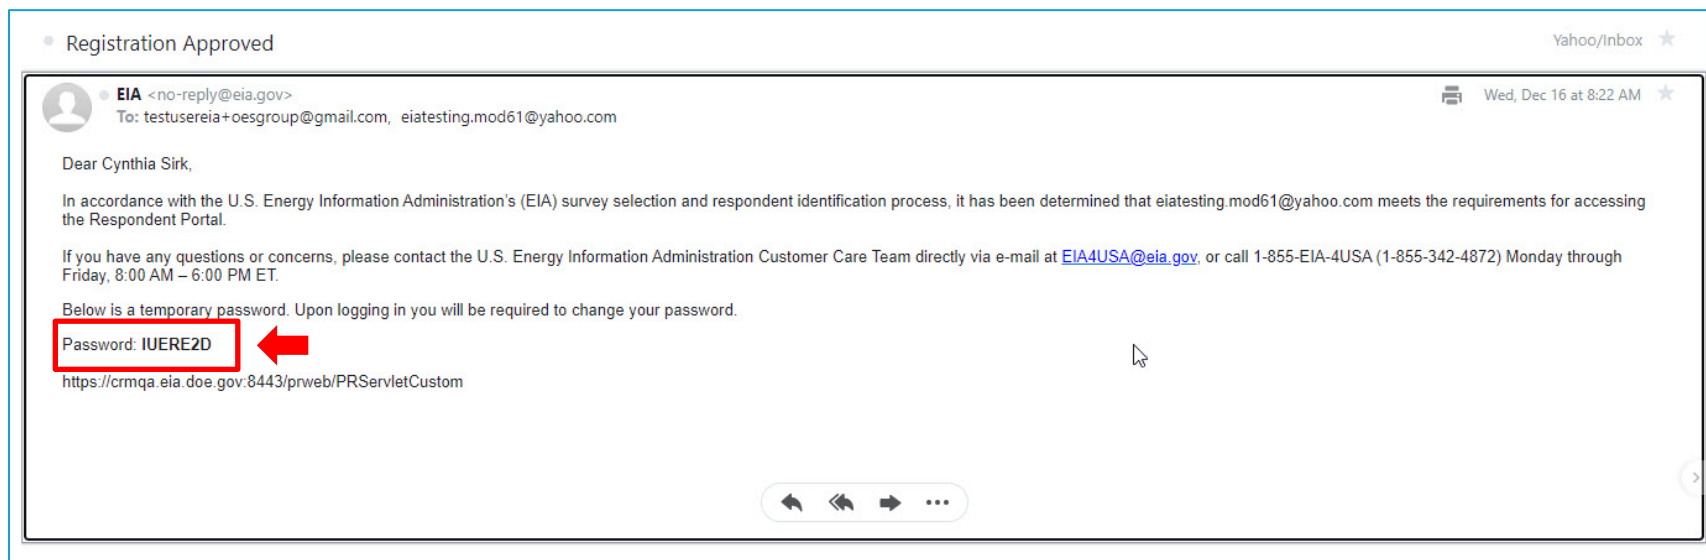 Registration Approved
Yahoo/Inbox
EIA <no-reply@eia.gov>
Wed, Dec 16 at 8:22 AM
To: testusereia+oesgroup@gmail.com, eiatesting.mod61@yahoo.com
Dear Cynthia Sirk,
In accordance with the U.S. Energy Information Administration's (EIA) survey selection and respondent identification process, it has been determined that eiatesting.mod61@yahoo.com meets the requirements for accessing
the Respondent Portal.
If you have any questions or concerns, please contact the U.S. Energy Information Administration Customer Care Team directly via e-mail at EIA4USA@eia.gov, or call 1-855-EIA-4USA (1-855-342-4872) Monday through
Friday, 8:00 AM – 6:00 PM ET.
Below is a temporary password. Upon logging in you will be required to change your password.
Password: IUERE2D
https://crmqa.eia.doe.gov:8443/prweb/PRServletCustom